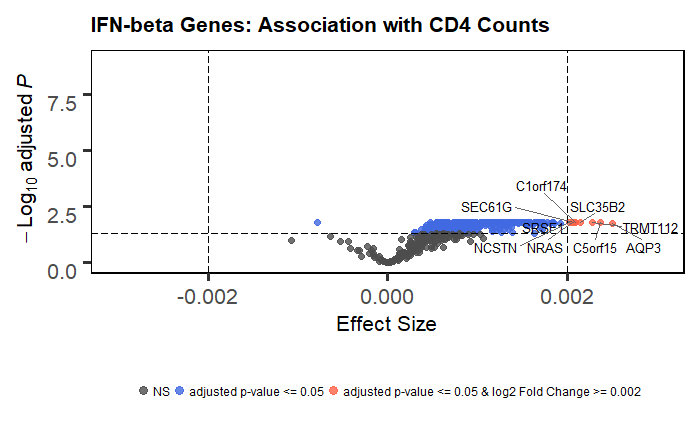 IFN-beta Genes: Association with CD4 Counts
− Log10 adjusted P
7.5
5.0
2.5
0.0
C1orf174
SEC61G
SLC35B2
SRSF1
TRMT112
NCSTN
NRAS
C5orf15
AQP3
-0.002
0.000
0.002
Effect Size
NS
adjusted p-value <= 0.05
adjusted p-value <= 0.05 & log2 Fold Change >= 0.002